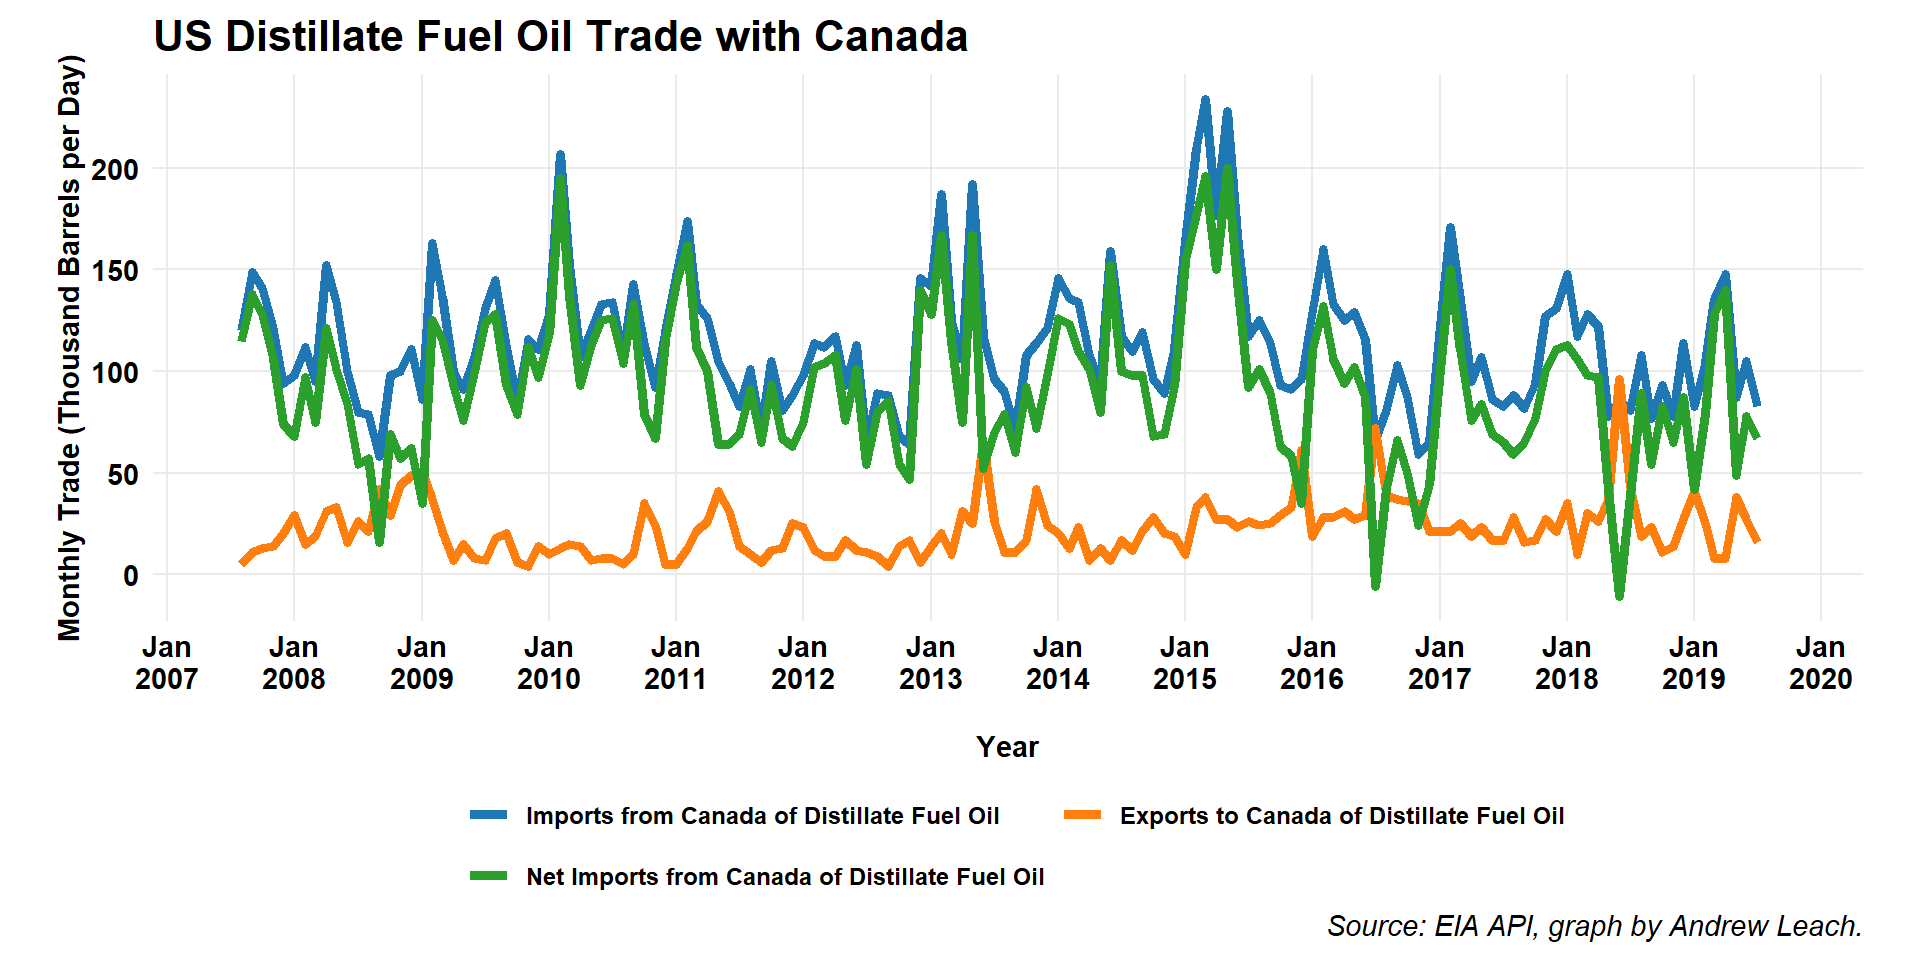 US Distillate Fuel Oil Trade with Canada
Monthly Trade (Thousand Barrels per Day)
200
150
100
50
0
Jan Jan Jan Jan Jan Jan Jan Jan Jan Jan Jan Jan Jan Jan
2007 2008 2009 2010 2011 2012 2013 2014 2015 2016 2017 2018 2019 2020
Year
Imports from Canada of Distillate Fuel Oil Exports to Canada of Distillate Fuel Oil
Net Imports from Canada of Distillate Fuel Oil
Source: EIA API, graph by Andrew Leach.